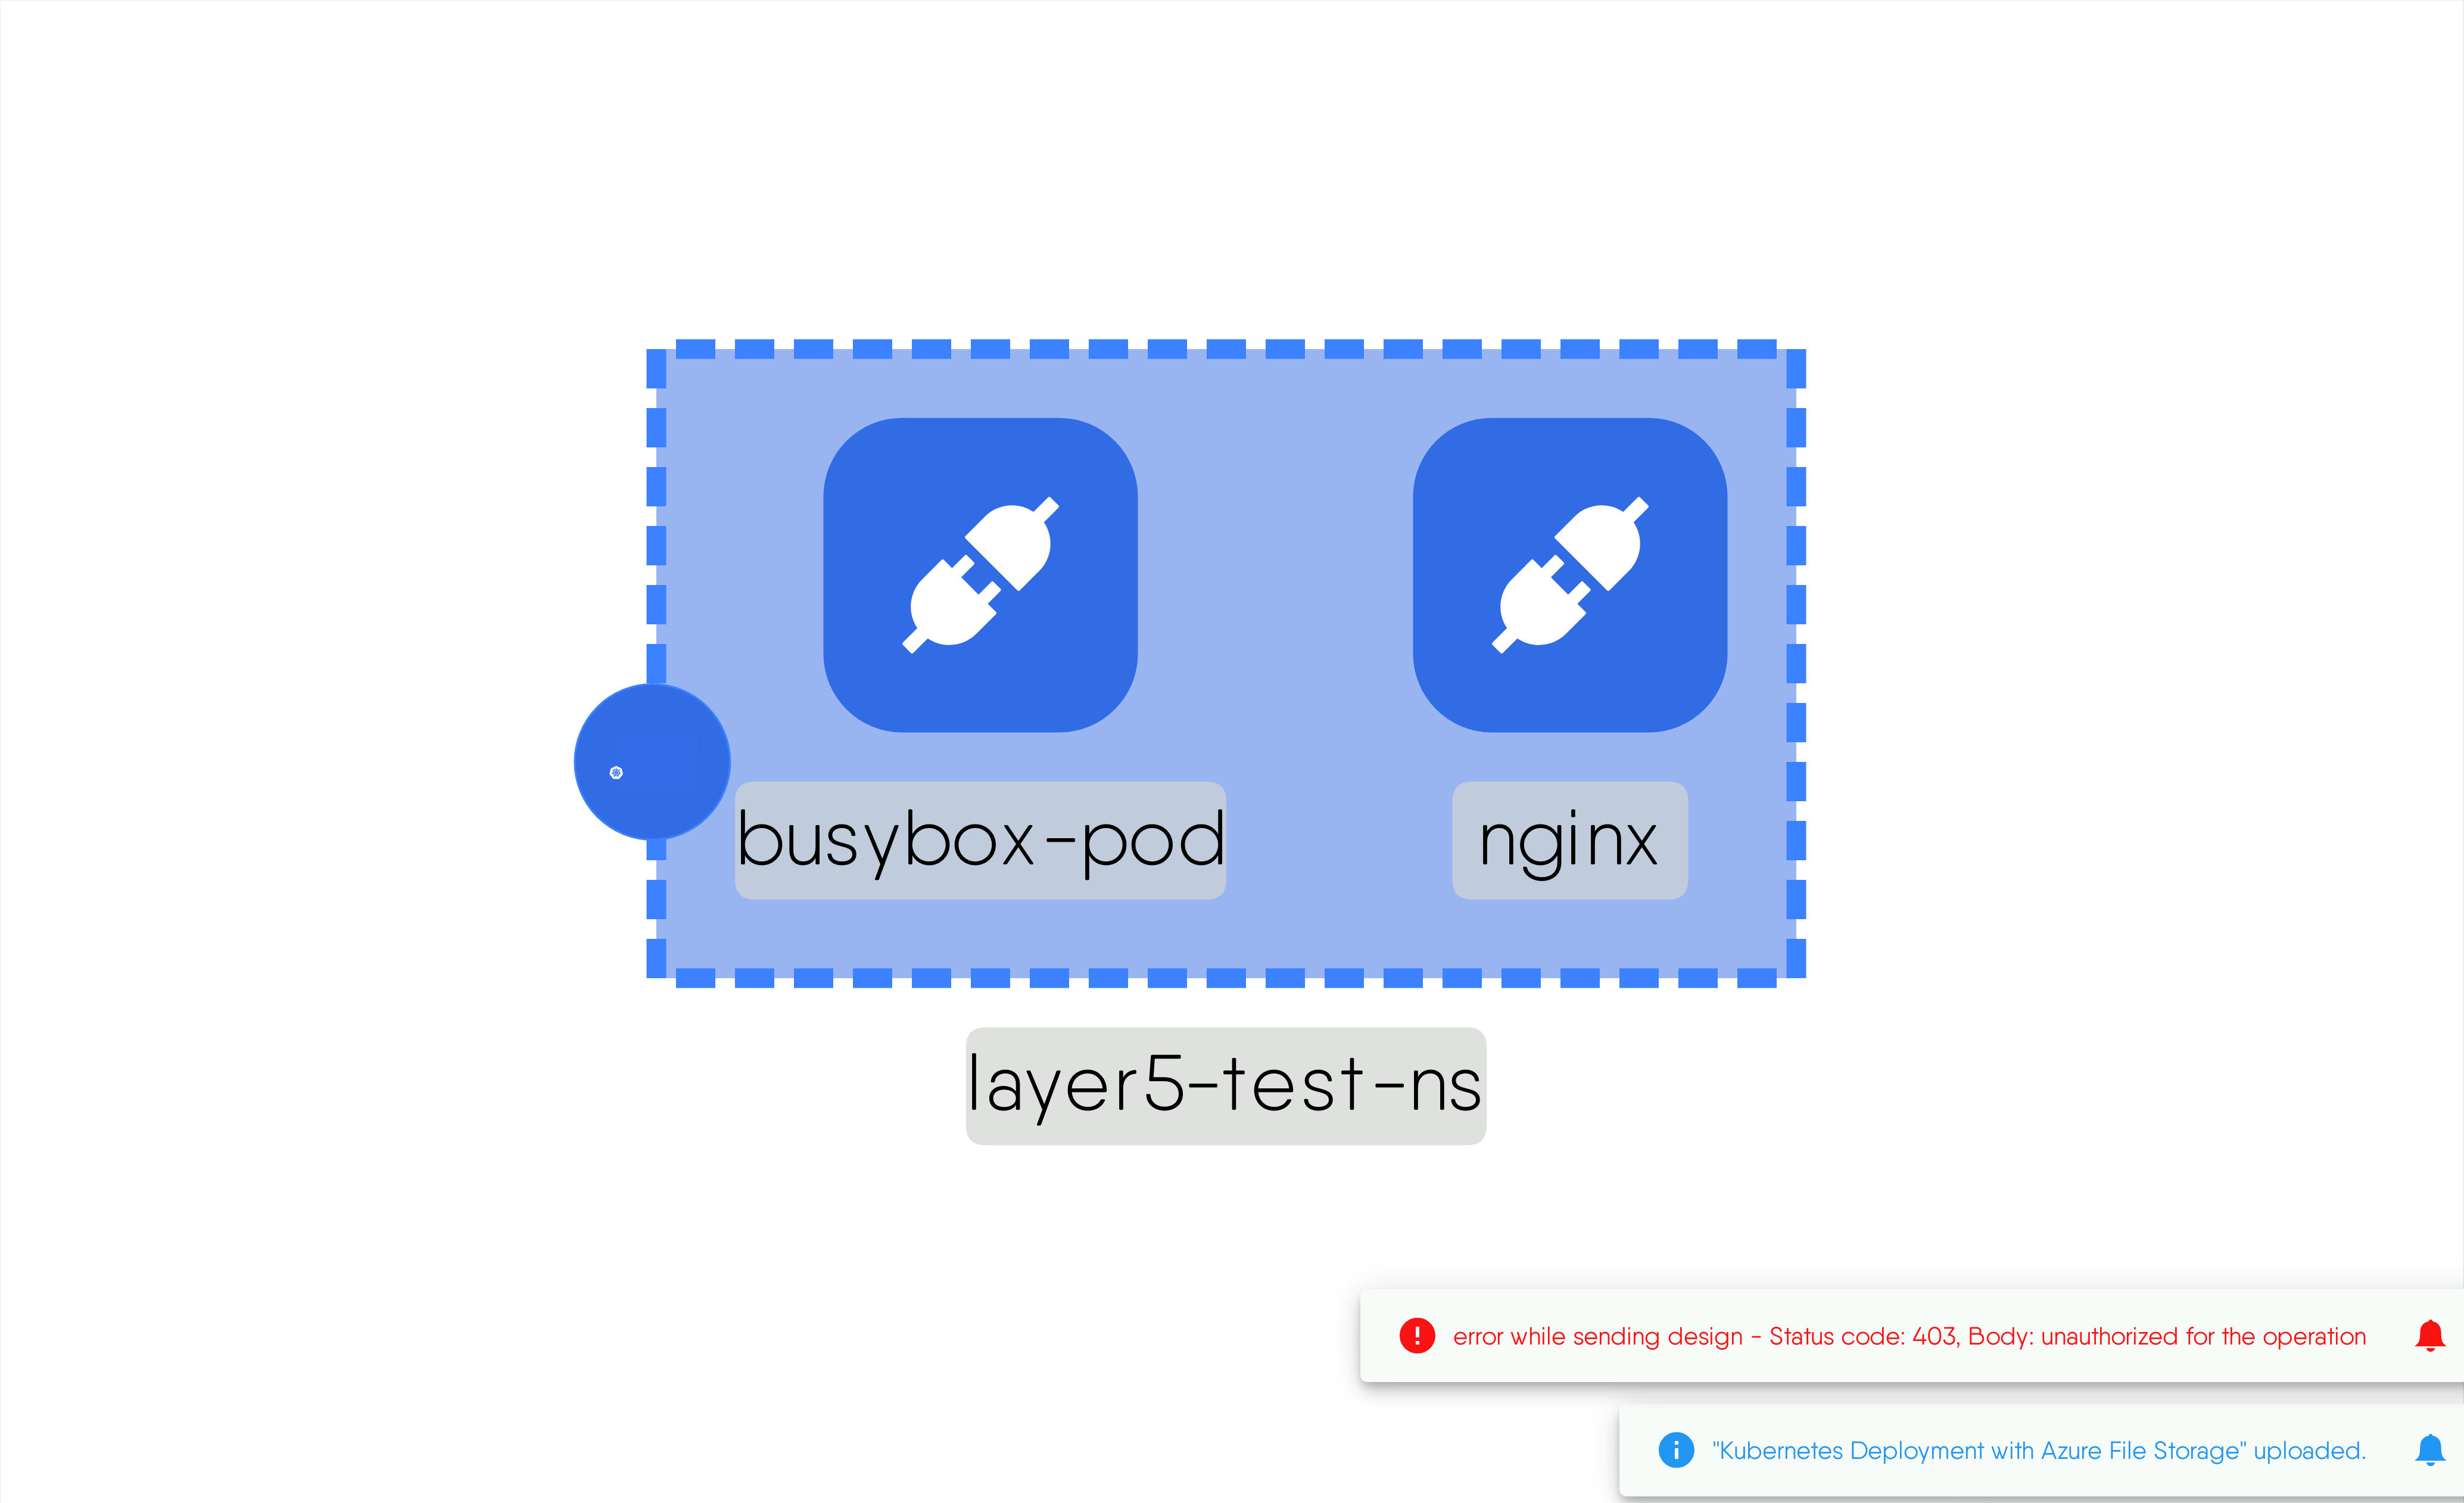 busybox-pod
nginx
layer5-test-ns
error while sending design - Status code: 403, Body: unauthorized for the operation
"Kubernetes Deployment with Azure File Storage" uploaded.